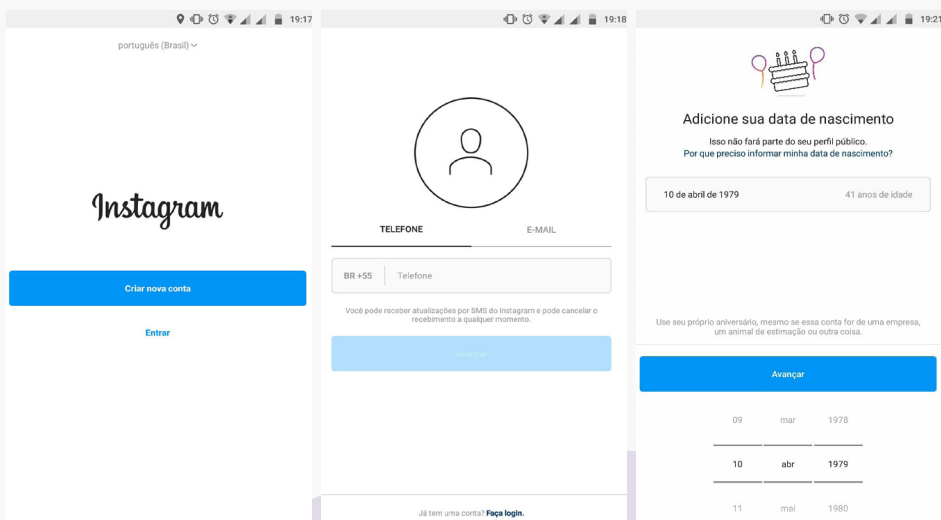 19:17
português (Brasil)
Instagram
Criar nova conta
Entrar
19:18
TELEFONE E-MAIL
BR +55 Telefone
Você pode receber atualizações por SMS do Instagram e pode cancelar o
recebimento a qualquer momento.
Avançar
Já tem uma conta? Faça login.
19:21
Adicione sua data de nascimento
Isso não fará parte do seu perfil público.
Por que preciso informar minha data de nascimento?
10 de abril de 1979 41 anos de idade
Use seu próprio aniversário, mesmo se essa conta for de uma empresa,
um animal de estimação ou outra coisa.
Avançar
09 mar 1978
10 abr 1979
11 mai 1980